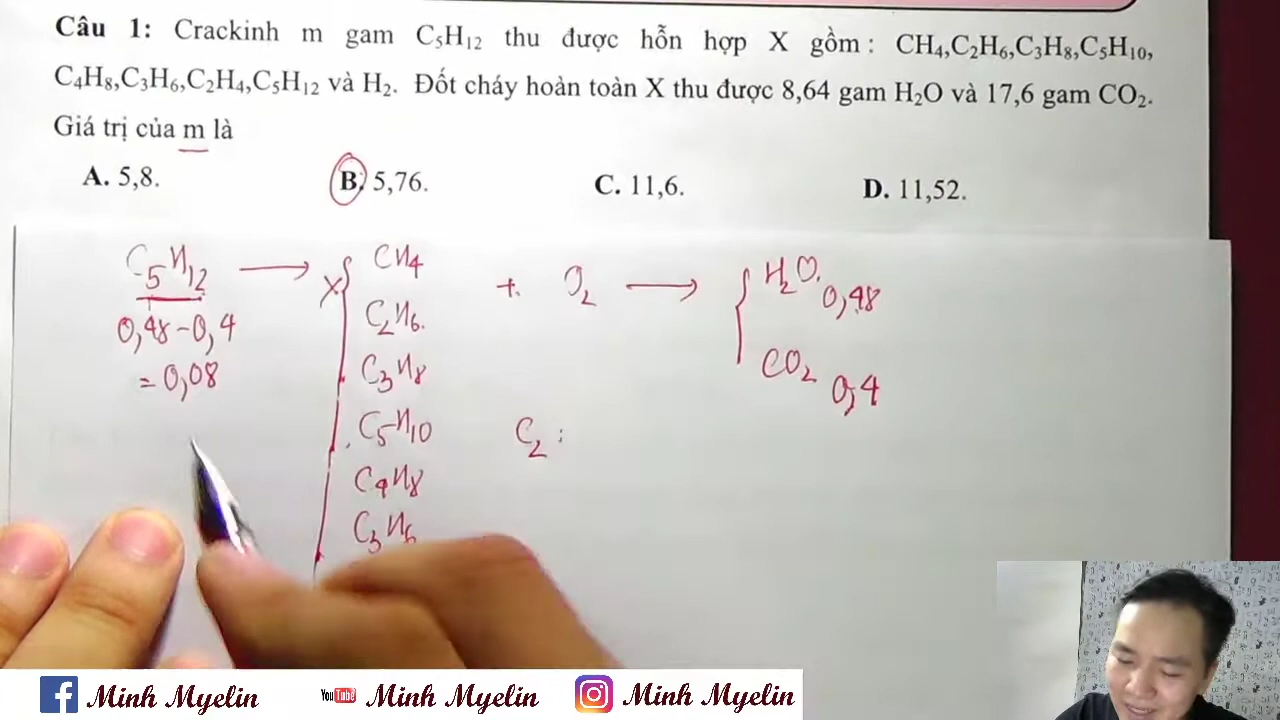 Câu 1: Crackinh m gam C₅H₁₂ thu được hỗn hợp X gồm : CH₄,C₂H₆,C₃H₈,C₅H₁₀,
C₄H₈,C₃H₆,C₂H₄,C₅H₁₂ và H₂. Đốt cháy hoàn toàn X thu được 8,64 gam H₂O và 17,6 gam CO₂.
Giá trị của m là
A. 5,8. B. 5,76. C. 11,6. D. 11,52.
C₅H₁₂ → X { CH₄ + O₂ → { H₂O 0,48
0,48 - 0,4 C₂H₆
= 0,08 C₃H₈ CO₂ 0,4
C₅H₁₀ C₂ :
C₄H₈
C₃H₆
Minh Myelin YouTube Minh Myelin Minh Myelin